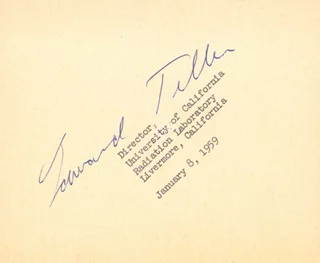 Edward Teller
Director,
University of California
Radiation Laboratory
Livermore, California
January 8, 1959